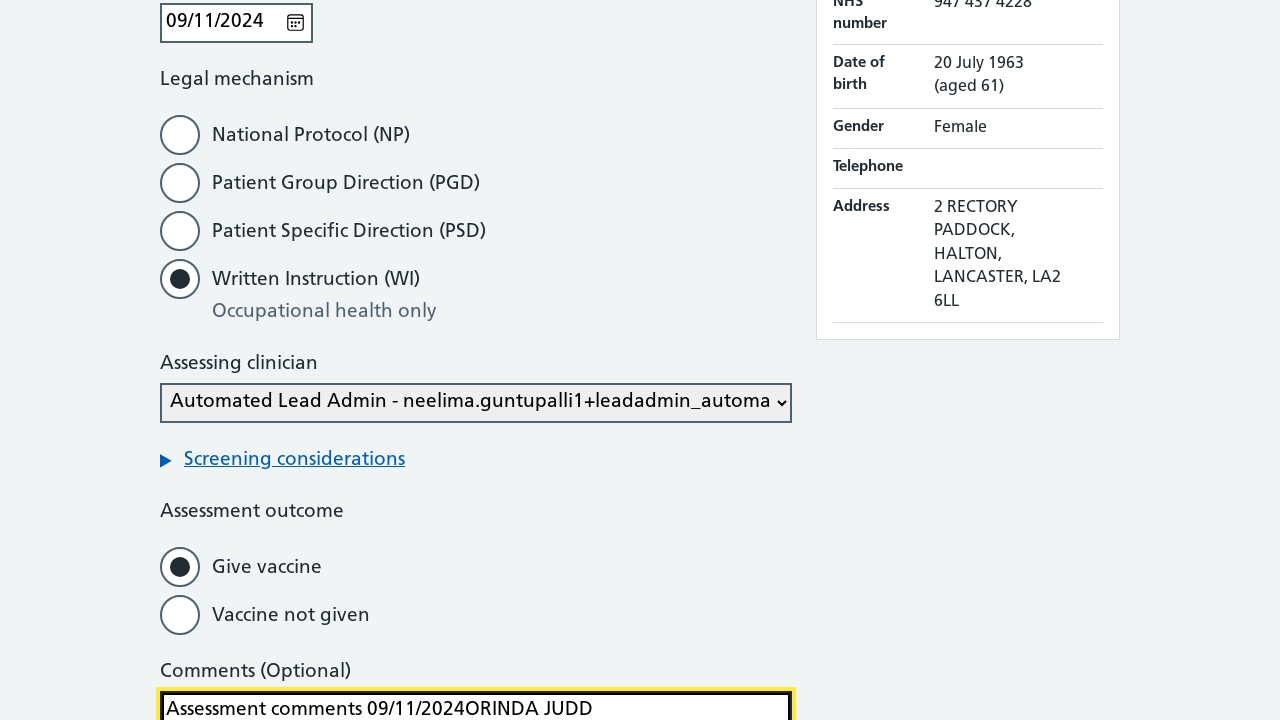 09/11/2024
Legal mechanism
National Protocol (NP)
Patient Group Direction (PGD)
Patient Specific Direction (PSD)
Written Instruction (WI)
Occupational health only
Assessing clinician
Automated Lead Admin - neelima.guntupalli1+leadadmin_automa
Screening considerations
Assessment outcome
Give vaccine
Vaccine not given
Comments (Optional)
Assessment comments 09/11/2024ORINDA JUDD
NHS 947 437 4228
number
Date of 20 July 1963
birth (aged 61)
Gender Female
Telephone
Address 2 RECTORY
PADDOCK,
HALTON,
LANCASTER, LA2
6LL